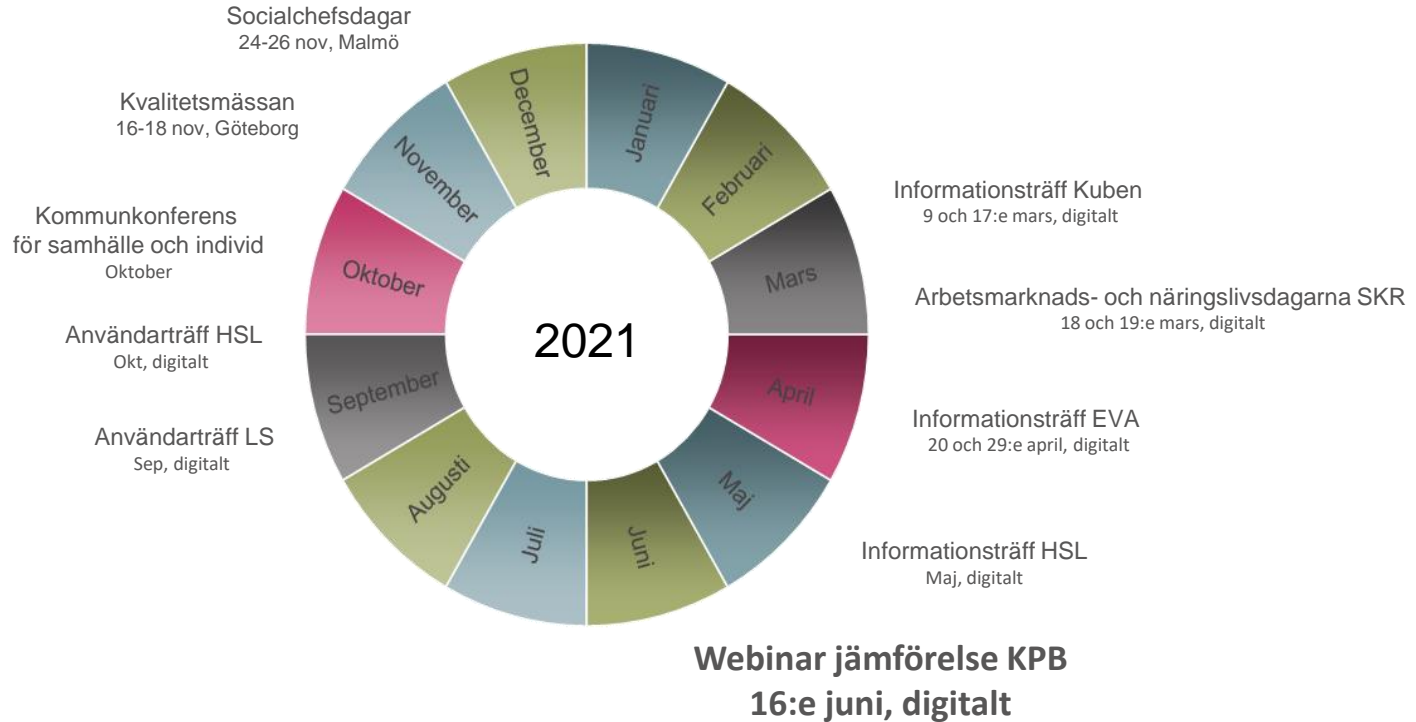 Socialchefsdagar
24-26 nov, Malmö
Kvalitetsmässan
16-18 nov, Göteborg
Kommunkonferens
för samhälle och individ
Oktober
Användarträff HSL
Okt, digitalt
Användarträff LS
Sep, digitalt
Januari
Februari
Mars
April
Maj
Juni
Juli
Augusti
September
Oktober
November
December
2021
Informationsträff Kuben
9 och 17:e mars, digitalt
Arbetsmarknads- och näringslivsdagarna SKR
18 och 19:e mars, digitalt
Informationsträff EVA
20 och 29:e april, digitalt
Informationsträff HSL
Maj, digitalt
Webinar jämförelse KPB
16:e juni, digitalt